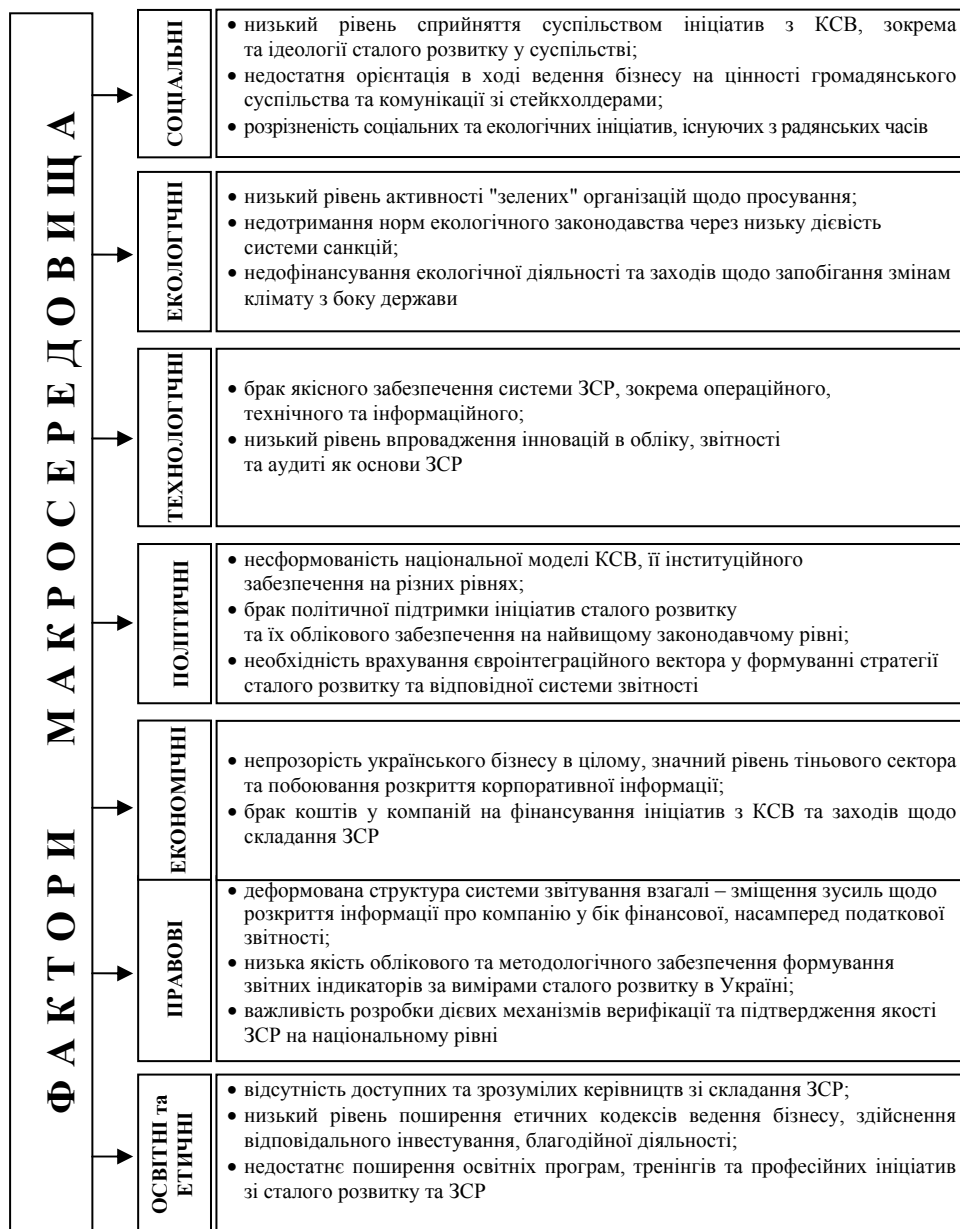 ФАКТОРИ МАКРОСЕРЕДОВИЩА
СОЦІАЛЬНІ
• низький рівень сприйняття суспільством ініціатив з КСВ, зокрема
та ідеології сталого розвитку у суспільстві;
• недостатня орієнтація в ході ведення бізнесу на цінності громадянського
суспільства та комунікації зі стейкхолдерами;
• розрізненість соціальних та екологічних ініціатив, існуючих з радянських часів
ЕКОЛОГІЧНІ
• низький рівень активності "зелених" організацій щодо просування;
• недотримання норм екологічного законодавства через низьку дієвість
системи санкцій;
• недофінансування екологічної діяльності та заходів щодо запобігання змінам
клімату з боку держави
ТЕХНОЛОГІЧНІ
• брак якісного забезпечення системи ЗСР, зокрема операційного,
технічного та інформаційного;
• низький рівень впровадження інновацій в обліку, звітності
та аудиті як основи ЗСР
ПОЛІТИЧНІ
• несформованість національної моделі КСВ, її інституційного
забезпечення на різних рівнях;
• брак політичної підтримки ініціатив сталого розвитку
та їх облікового забезпечення на найвищому законодавчому рівні;
• необхідність врахування євроінтеграційного вектора у формуванні стратегії
сталого розвитку та відповідної системи звітності
ЕКОНОМІЧНІ
• непрозорість українського бізнесу в цілому, значний рівень тіньового сектора
та побоювання розкриття корпоративної інформації;
• брак коштів у компаній на фінансування ініціатив з КСВ та заходів щодо
складання ЗСР
ПРАВОВІ
• деформована структура системи звітування взагалі – зміщення зусиль щодо
розкриття інформації про компанію у бік фінансової, насамперед податкової
звітності;
• низька якість облікового та методологічного забезпечення формування
звітних індикаторів за вимірами сталого розвитку в Україні;
• важливість розробки дієвих механізмів верифікації та підтвердження якості
ЗСР на національному рівні
ОСВІТНІ та
ЕТИЧНІ
• відсутність доступних та зрозумілих керівництв зі складання ЗСР;
• низький рівень поширення етичних кодексів ведення бізнесу, здійснення
відповідального інвестування, благодійної діяльності;
• недостатнє поширення освітніх програм, тренінгів та професійних ініціатив
зі сталого розвитку та ЗСР